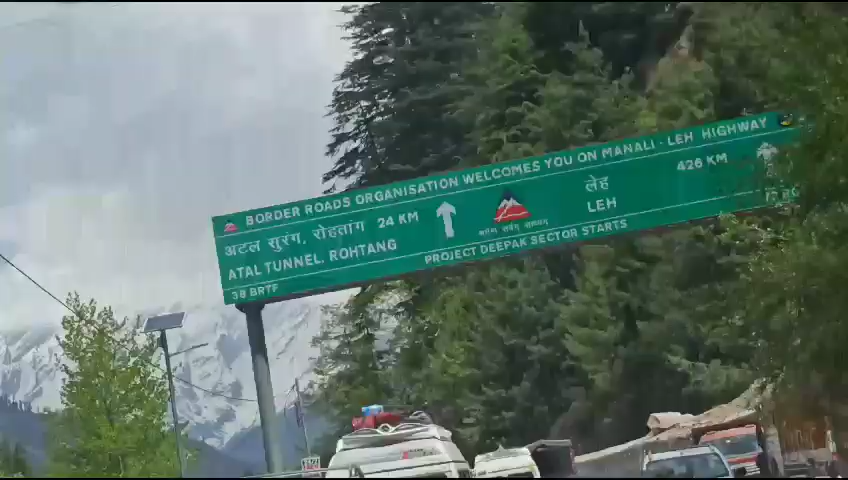 BORDER ROADS ORGANISATION WELCOMES YOU ON MANALI - LEH HIGHWAY
अटल सुरंग, रोहतांग 24 KM
ATAL TUNNEL, ROHTANG
लेह 426 KM
LEH
PROJECT DEEPAK SECTOR STARTS
38 BRTF